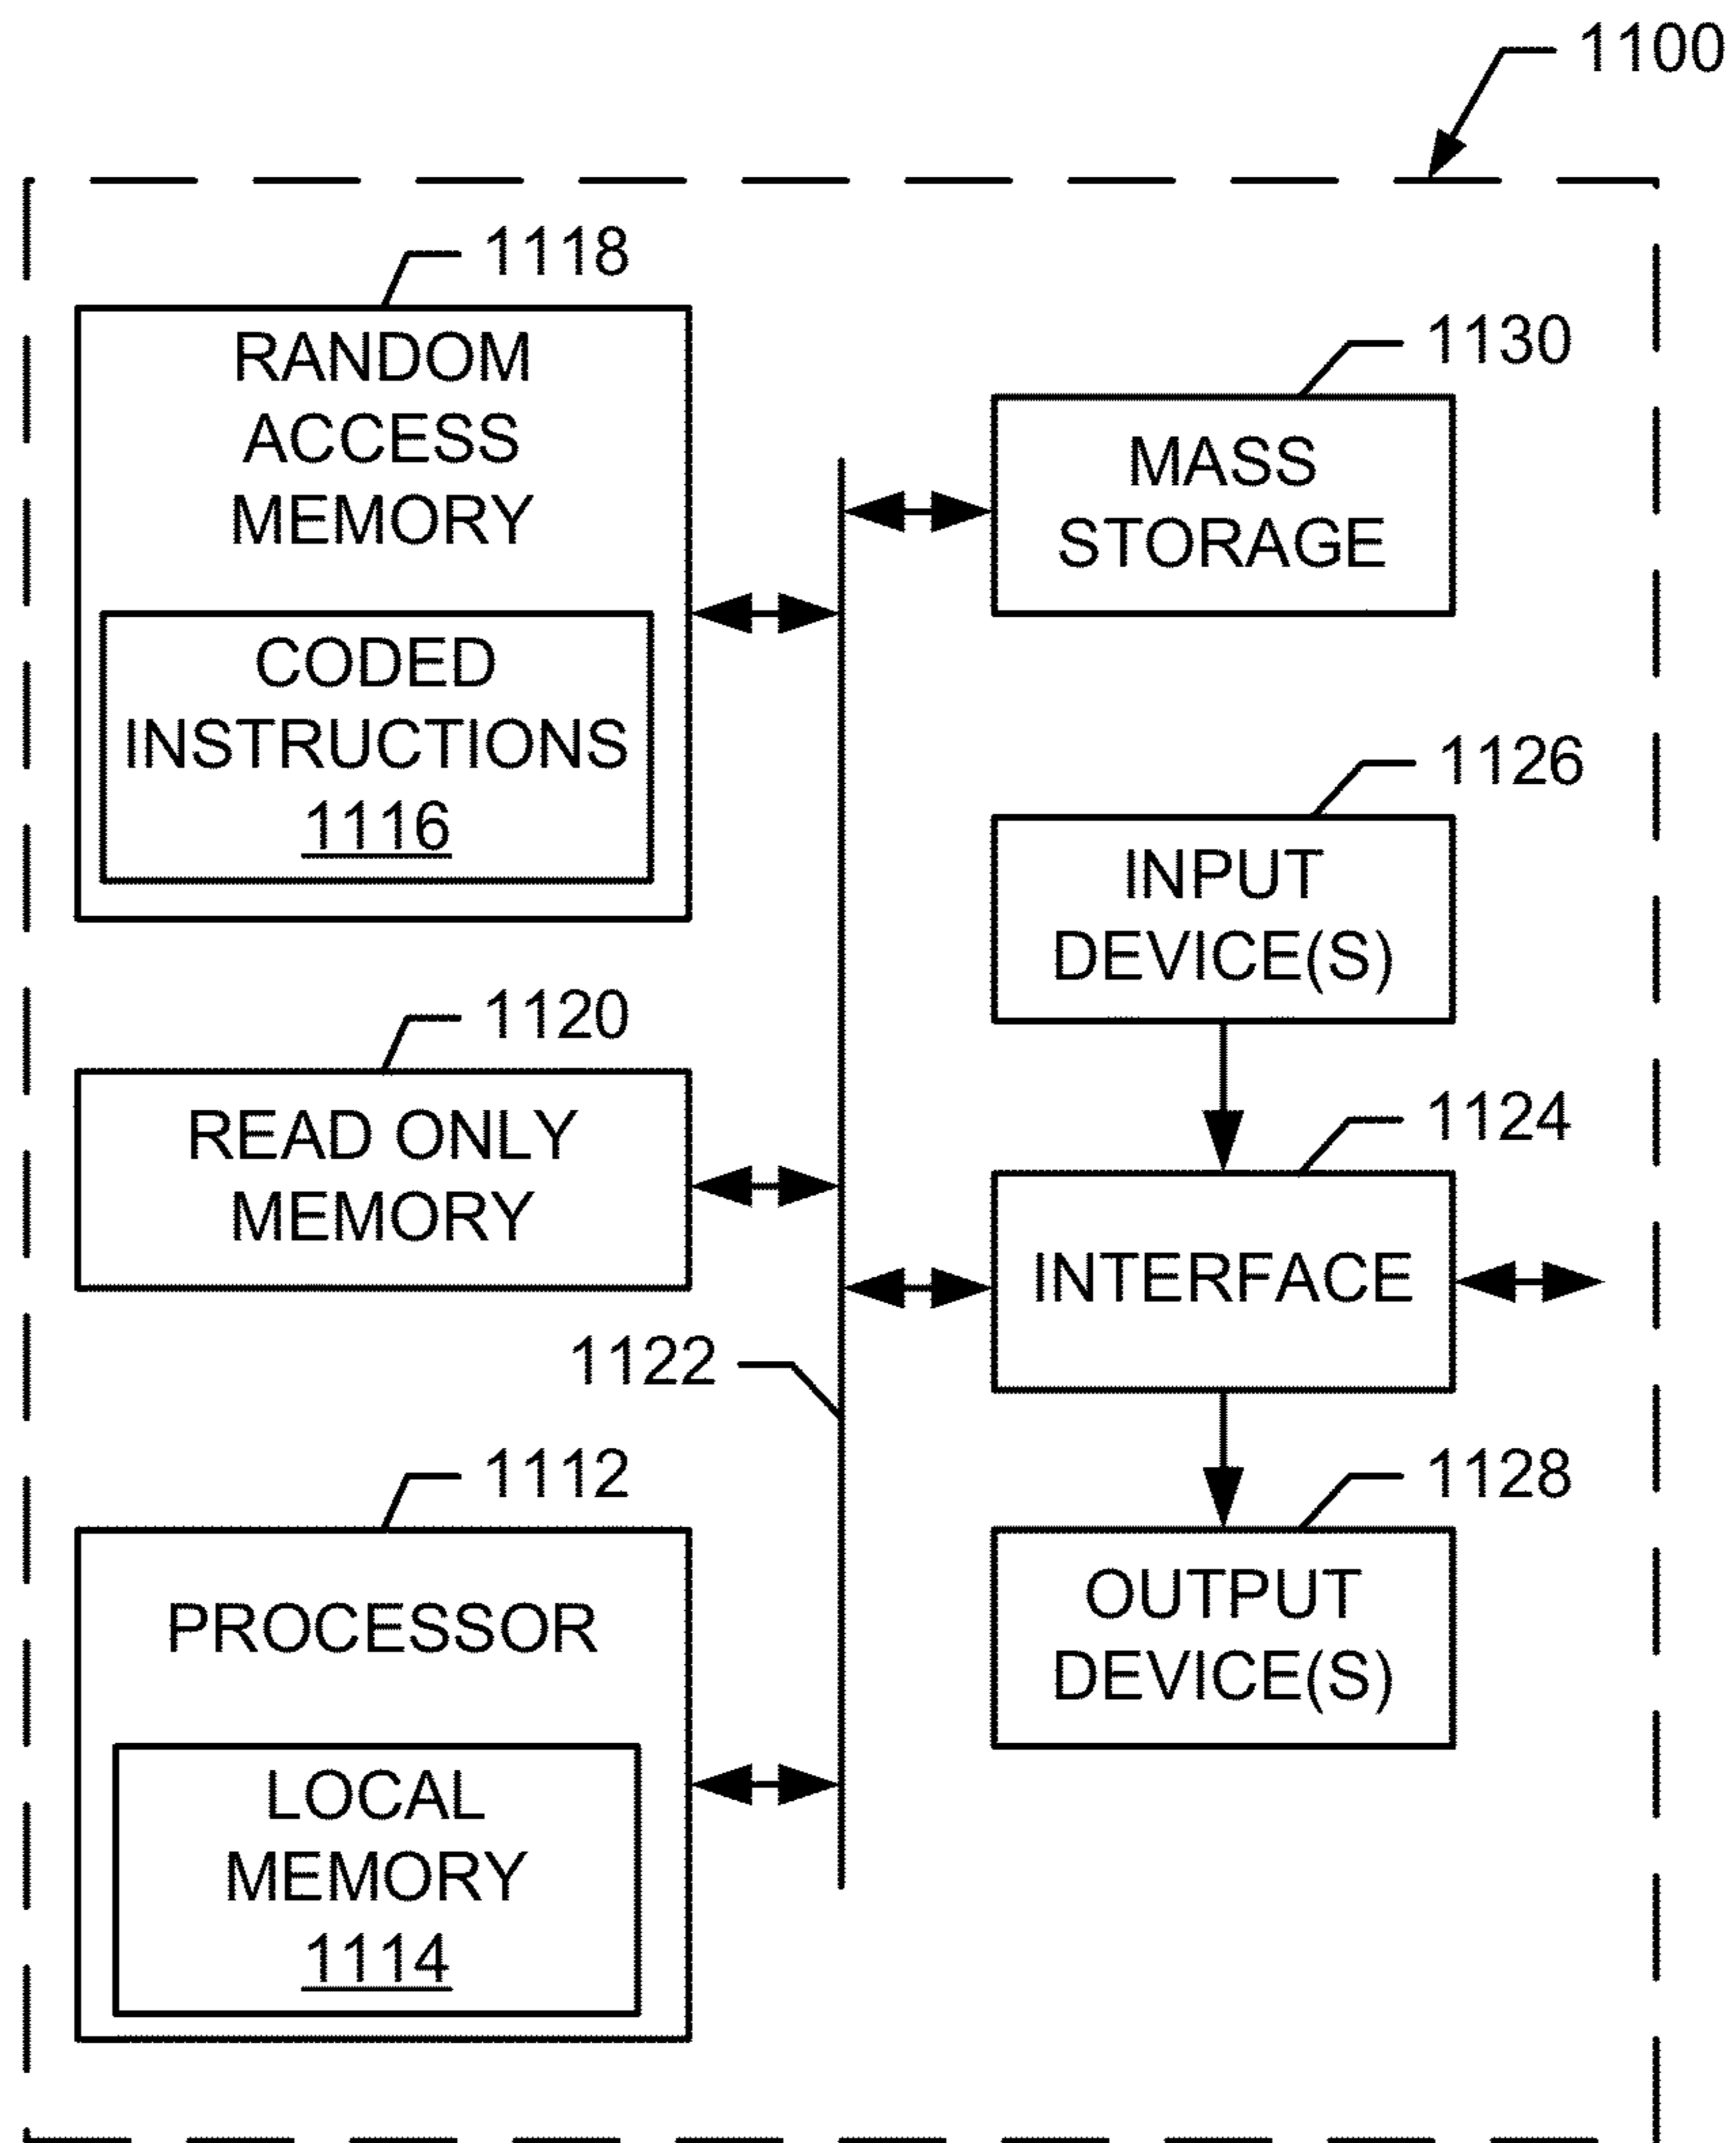 1100
1118
RANDOM
ACCESS
MEMORY
CODED
INSTRUCTIONS
1116
1130
MASS
STORAGE
1126
INPUT
DEVICE(S)
1120
READ ONLY
MEMORY
1124
INTERFACE
1122
1112
PROCESSOR
LOCAL
MEMORY
1114
1128
OUTPUT
DEVICE(S)